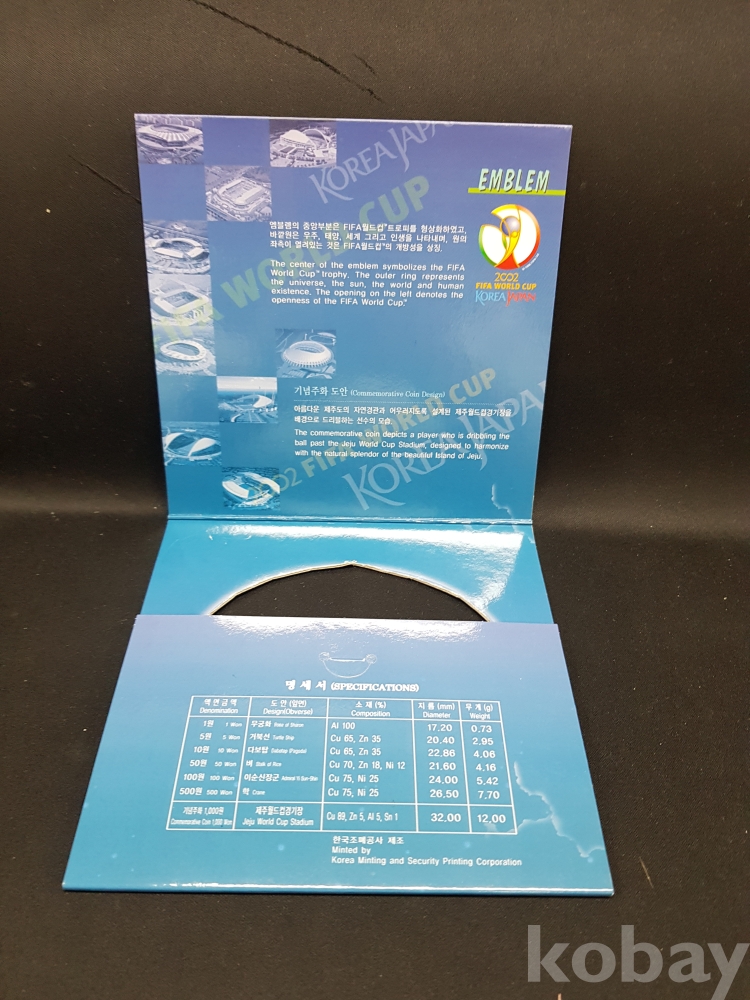 KOREA JAPAN
FIFA WORLD CUP
EMBLEM
엠블렘의 중앙부분은 FIFA월드컵™트로피를 형상화하였고,
바깥원은 우주, 태양, 세계 그리고 인생을 나타내며, 원의
좌측이 열려있는 것은 FIFA월드컵™의 개방성을 상징.
The center of the emblem symbolizes the FIFA
World Cup™ trophy. The outer ring represents
the universe, the sun, the world and human
existence. The opening on the left denotes the
openness of the FIFA World Cup™.
2002
FIFA WORLD CUP
KOREA JAPAN
기념주화 도안 (Commemorative Coin Design)
아름다운 제주도의 자연경관과 어우러지도록 설계된 제주월드컵경기장을
배경으로 드리블하는 선수의 모습.
The commemorative coin depicts a player who is dribbling the
ball past the Jeju World Cup Stadium, designed to harmonize
with the natural splendor of the beautiful Island of Jeju.
2002 FIFA WORLD CUP
KOREA JAPAN
명 세 서 (SPECIFICATIONS)
액면금액 도 안 (앞면) 소 재 (%) 지 름 (mm) 무 게 (g)
Denomination Design(Obverse) Composition Diameter Weight
1원 1 Won 무궁화 Rose of Sharon Al 100 17.20 0.73
5원 5 Won 거북선 Turtle Ship Cu 65, Zn 35 20.40 2.95
10원 10 Won 다보탑 Dabotap (Pagoda) Cu 65, Zn 35 22.86 4.06
50원 50 Won 벼 Stalk of Rice Cu 70, Zn 18, Ni 12 21.60 4.16
100원 100 Won 이순신장군 Admiral Yi Sun-Shin Cu 75, Ni 25 24.00 5.42
500원 500 Won 학 Crane Cu 75, Ni 25 26.50 7.70
기념주화 1,000원 제주월드컵경기장
Commemorative Coin 1,000 Won Jeju World Cup Stadium Cu 89, Zn 5, Al 5, Sn 1 32.00 12.00
한국조폐공사 제조
Minted by
Korea Minting and Security Printing Corporation
kobay